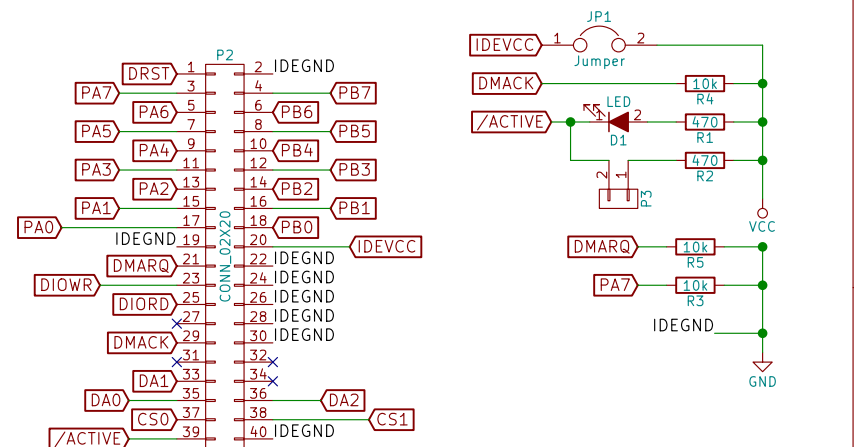 P2
DRST 1 2 IDEGND
PA7 3 4 PB7
PA6 5 6 PB6
PA5 7 8 PB5
PA4 9 10 PB4
PA3 11 12 PB3
PA2 13 14 PB2
PA1 15 16 PB1
PA0 17 18 PB0
IDEGND 19 20 IDEVCC
DMARQ 21 22 IDEGND
DIOWR 23 24 IDEGND
DIORD 25 26 IDEGND
27 28 IDEGND
DMACK 29 30 IDEGND
31 32
DA1 33 34
DA0 35 36 DA2
CS0 37 38 CS1
/ACTIVE 39 40 IDEGND
CONN_02X20
JP1
IDEVCC 1 2
Jumper
DMACK 10k
R4
LED
/ACTIVE 1 2 470
D1 R1
470
R2
2 1
P3
VCC
DMARQ 10k
R5
PA7 10k
R3
IDEGND
GND